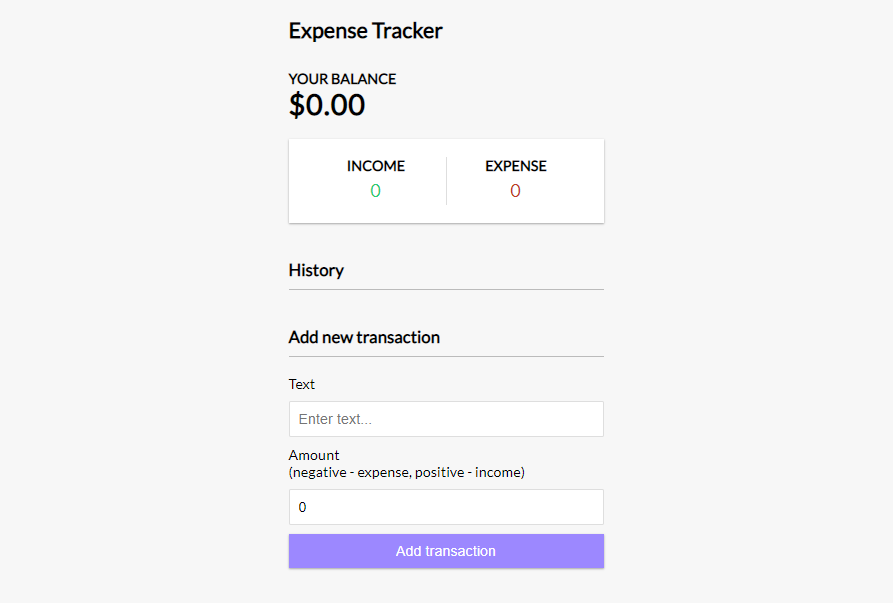 Expense Tracker
YOUR BALANCE
$0.00
INCOME
EXPENSE
0
0
History
Add new transaction
Text
Enter text...
Amount
(negative - expense, positive - income)
0
Add transaction